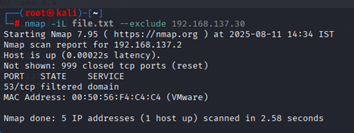 ┌──(root㉿kali)-[~]
└─# nmap -iL file.txt --exclude 192.168.137.30
Starting Nmap 7.95 ( https://nmap.org ) at 2025-08-11 14:34 IST
Nmap scan report for 192.168.137.2
Host is up (0.00022s latency).
Not shown: 999 closed tcp ports (reset)
PORT   STATE    SERVICE
53/tcp filtered domain
MAC Address: 00:50:56:F4:C4:C4 (VMware)

Nmap done: 5 IP addresses (1 host up) scanned in 2.58 seconds